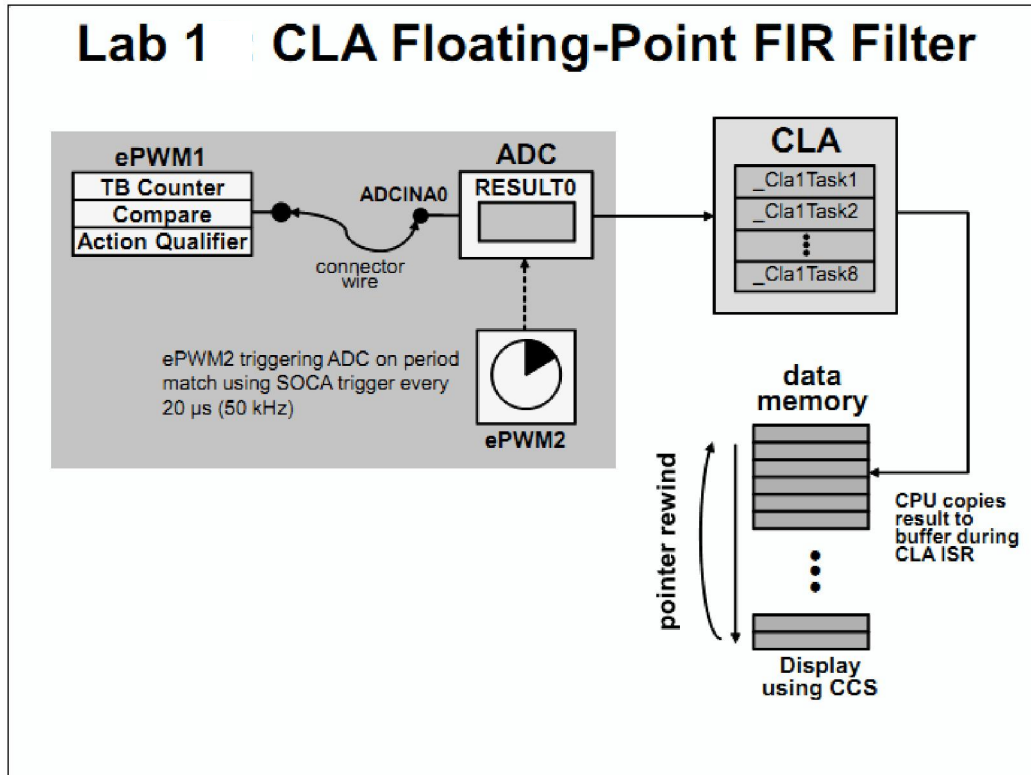 Lab 1 : CLA Floating-Point FIR Filter
ePWM1
TB Counter
Compare
Action Qualifier
connector
wire
ADCINA0
ADC
RESULT0
ePWM2 triggering ADC on period
match using SOCA trigger every
20 µs (50 kHz)
ePWM2
CLA
_Cla1Task1
_Cla1Task2
_Cla1Task8
data
memory
pointer rewind
CPU copies
result to
buffer during
CLA ISR
Display
using CCS